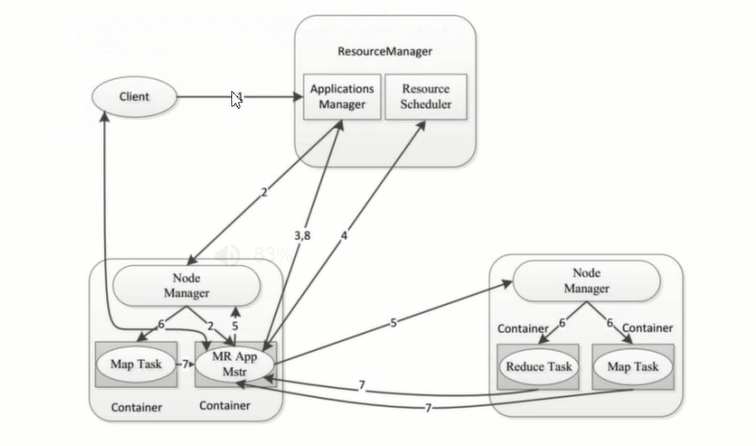 ResourceManager
Client
1
Applications
Manager
Resource
Scheduler
2
3,8
4
83%
Node
Manager
6
2
5
Map Task
7
MR App
Mstr
Container
Container
5
Node
Manager
Container
6
6
Container
Reduce Task
Map Task
7
7